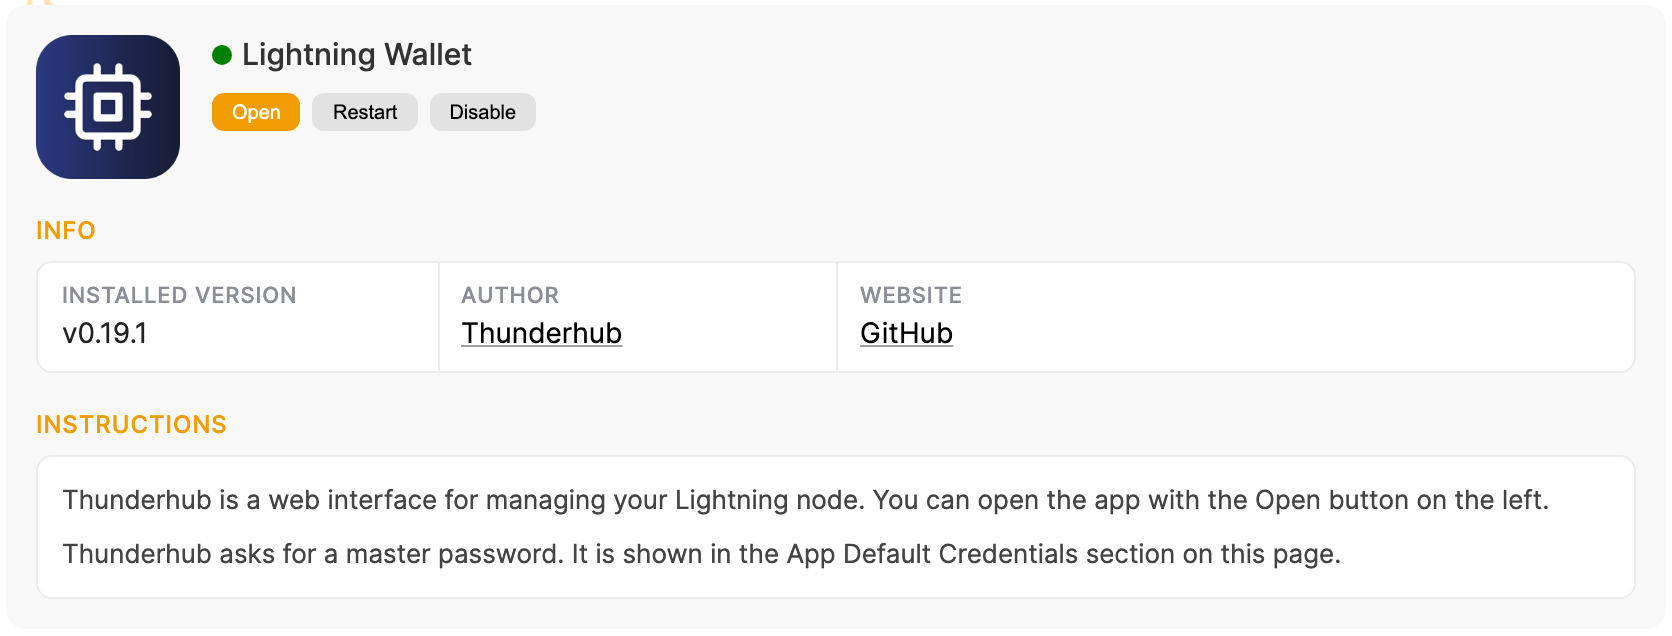 Lightning Wallet
Open Restart Disable
INFO
INSTALLED VERSION AUTHOR WEBSITE
v0.19.1 Thunderhub GitHub
INSTRUCTIONS
Thunderhub is a web interface for managing your Lightning node. You can open the app with the Open button on the left.
Thunderhub asks for a master password. It is shown in the App Default Credentials section on this page.